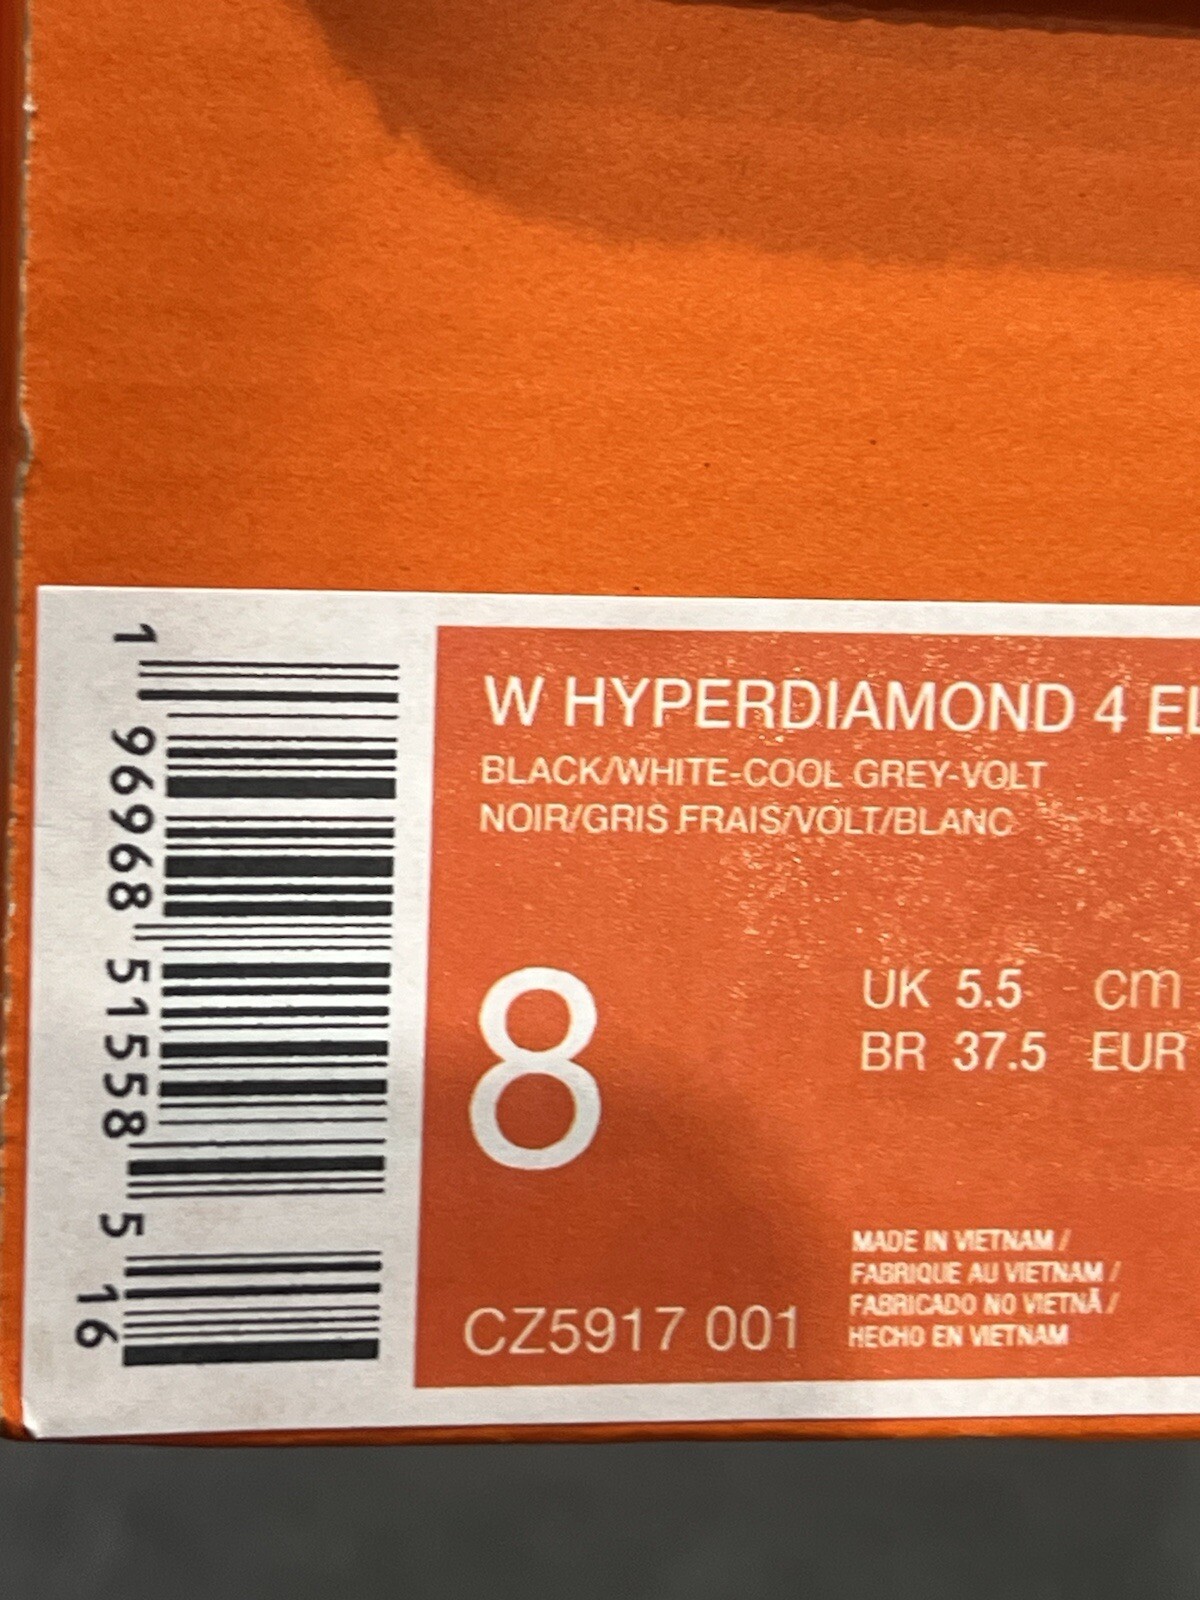 1 96968 51558 5 16
W HYPERDIAMOND 4
BLACK/WHITE-COOL GREY-VOLT
NOIR/GRIS FRAIS/VOLT/BLANC
8
UK 5.5 cm
BR 37.5 EUR
MADE IN VIETNAM /
FABRIQUE AU VIETNAM /
FABRICADO NO VIETNÃ /
HECHO EN VIETNAM
CZ5917 001